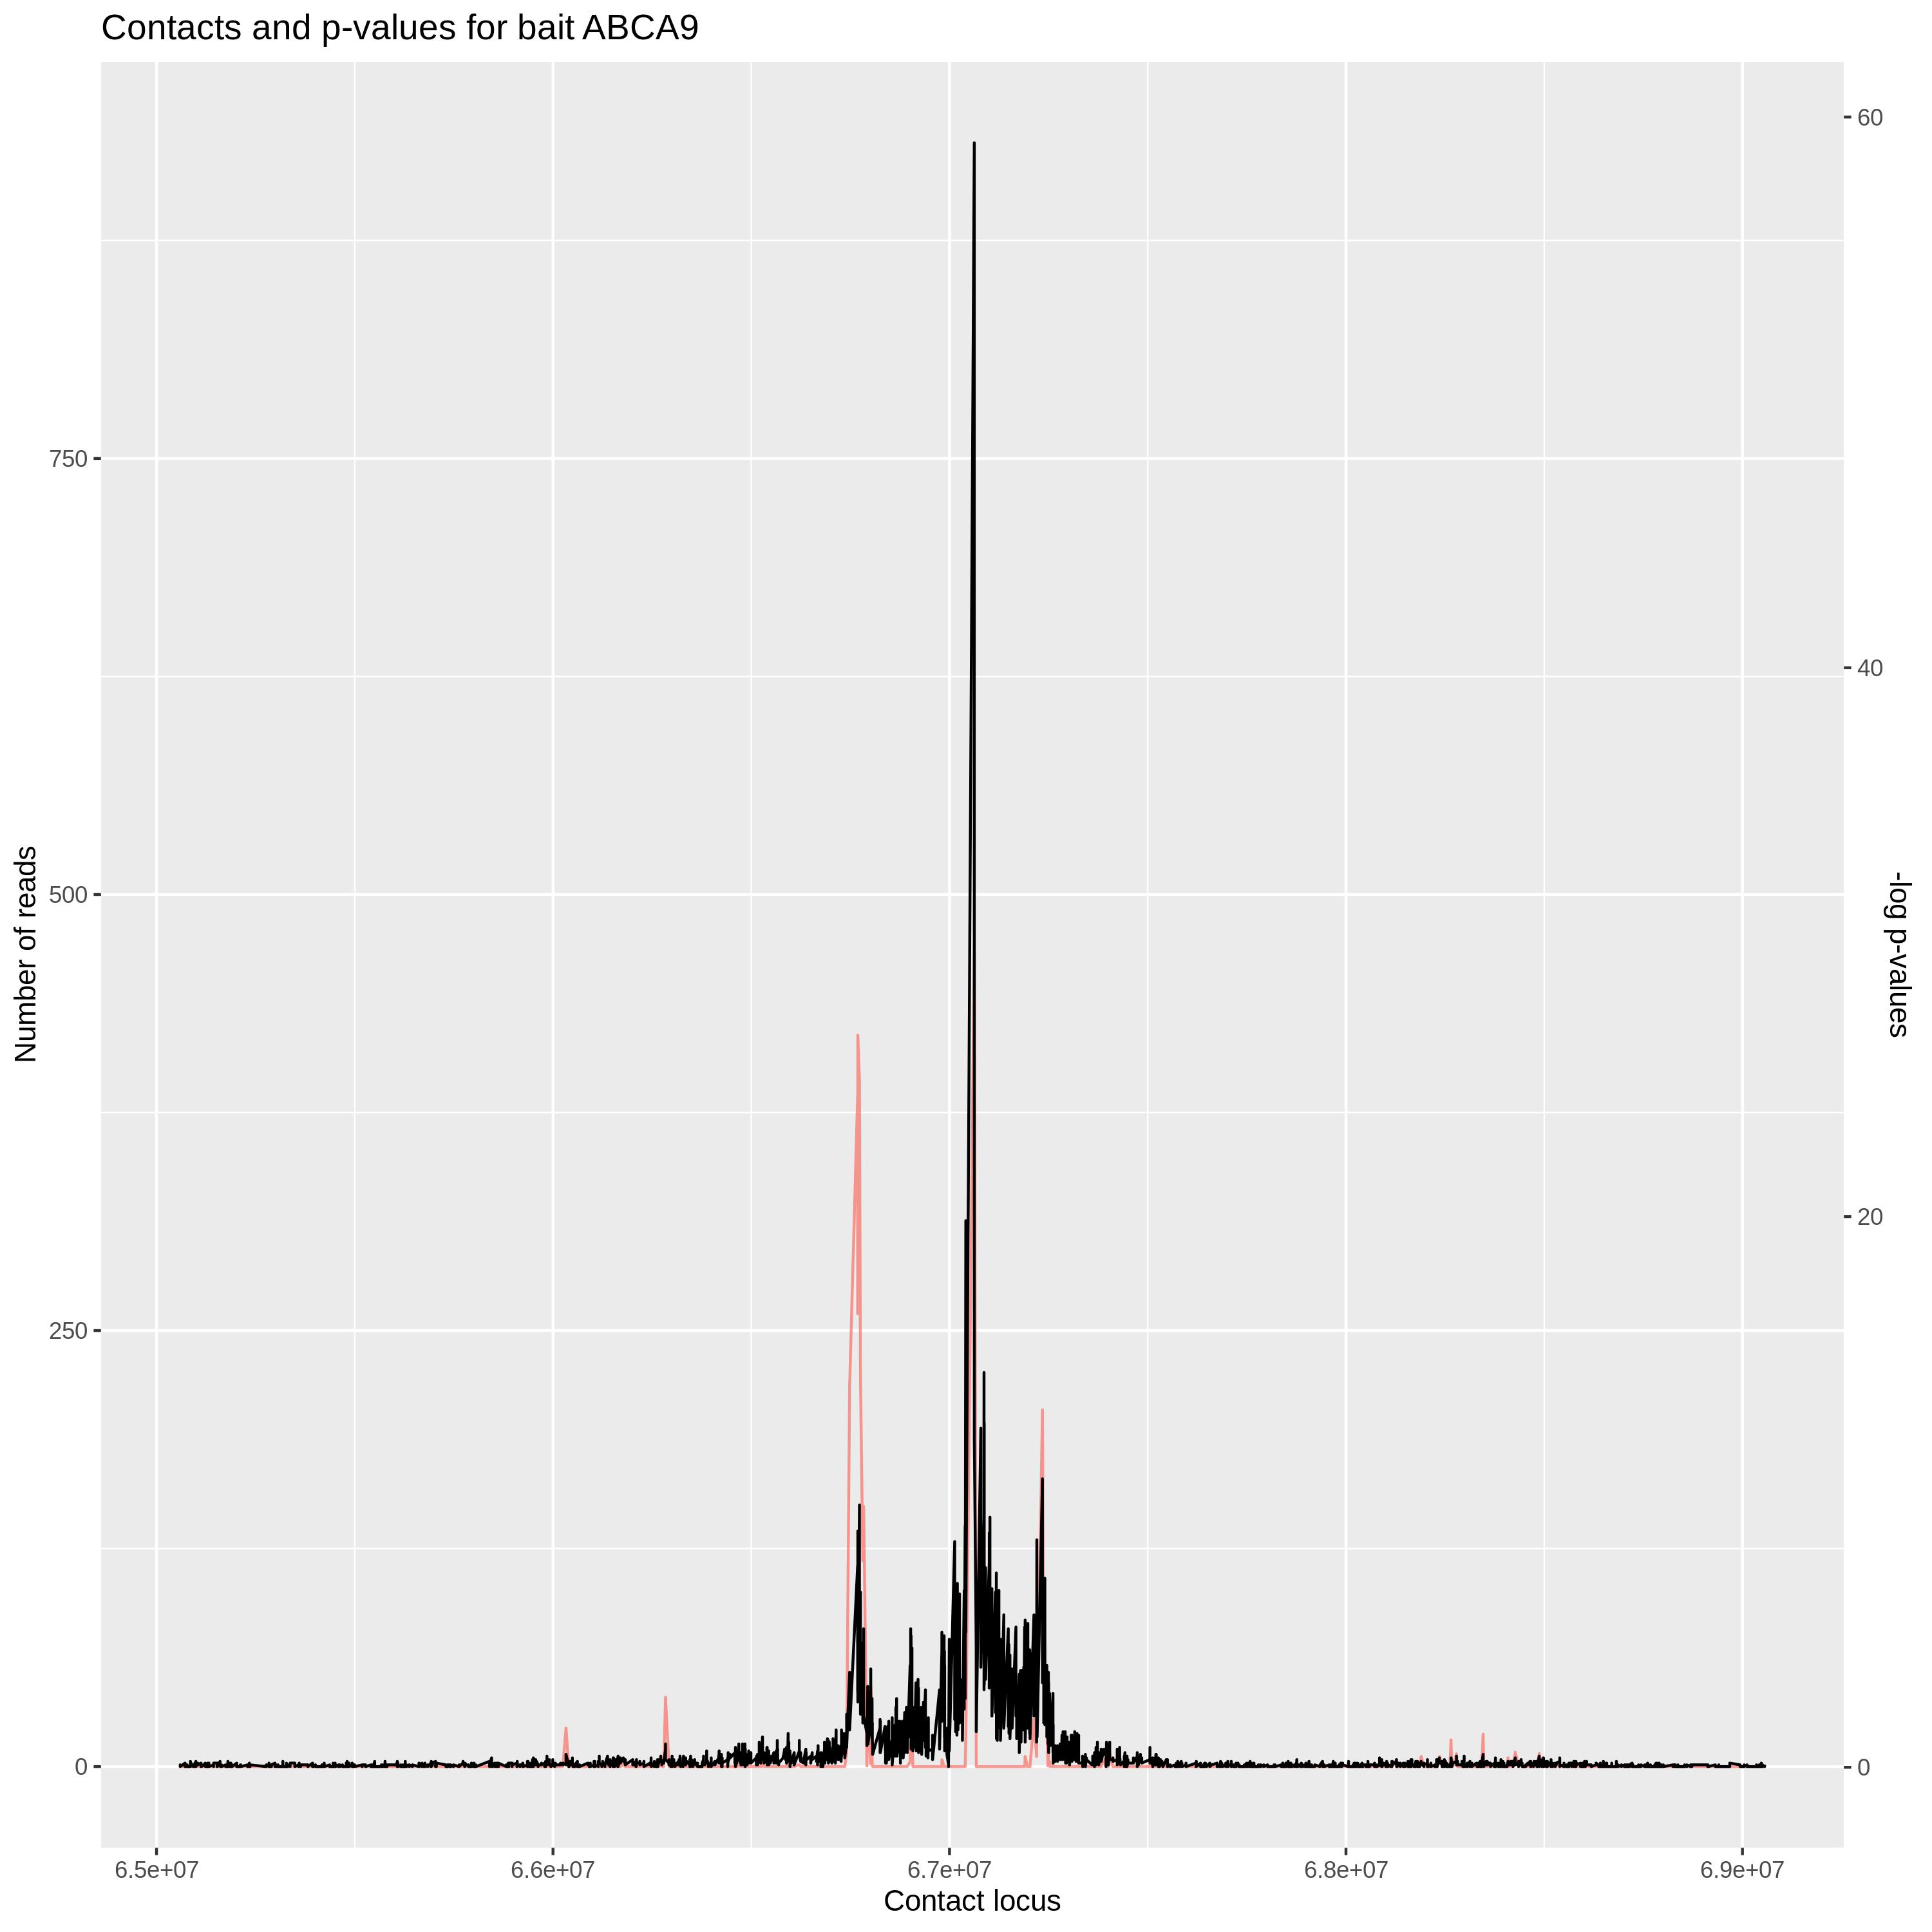 Contacts and p-values for bait ABCA9
Number of reads
750
500
250
0
60
40
20
0
-log p-values
6.5e+07
6.6e+07
6.7e+07
6.8e+07
6.9e+07
Contact locus